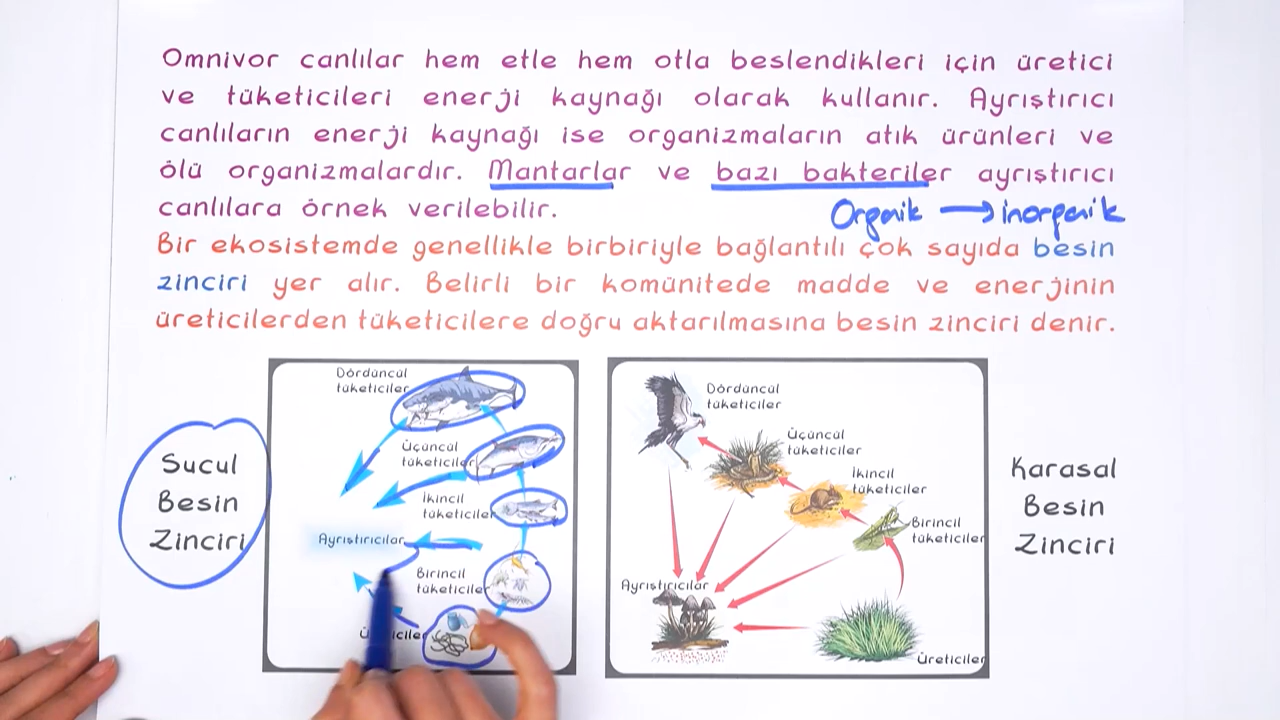 Omnivor canlılar hem etle hem otla beslendikleri için üretici
ve tüketicileri enerji kaynağı olarak kullanır. Ayrıştırıcı
canlıların enerji kaynağı ise organizmaların atık ürünleri ve
ölü organizmalardır. Mantarlar ve bazı bakteriler ayrıştırıcı
canlılara örnek verilebilir.
Organik → inorganik
Bir ekosistemde genellikle birbiriyle bağlantılı çok sayıda besin
zinciri yer alır. Belirli bir komünitede madde ve enerjinin
üreticilerden tüketicilere doğru aktarılmasına besin zinciri denir.
Sucul
Besin
Zinciri
Dördüncül
tüketiciler
Üçüncül
tüketiciler
İkincil
tüketiciler
Ayrıştırıcılar
Birincil
tüketiciler
Dördüncül
tüketiciler
Üçüncül
tüketiciler
İkincil
tüketiciler
Birincil
tüketiciler
Ayrıştırıcılar
Üreticiler
Karasal
Besin
Zinciri